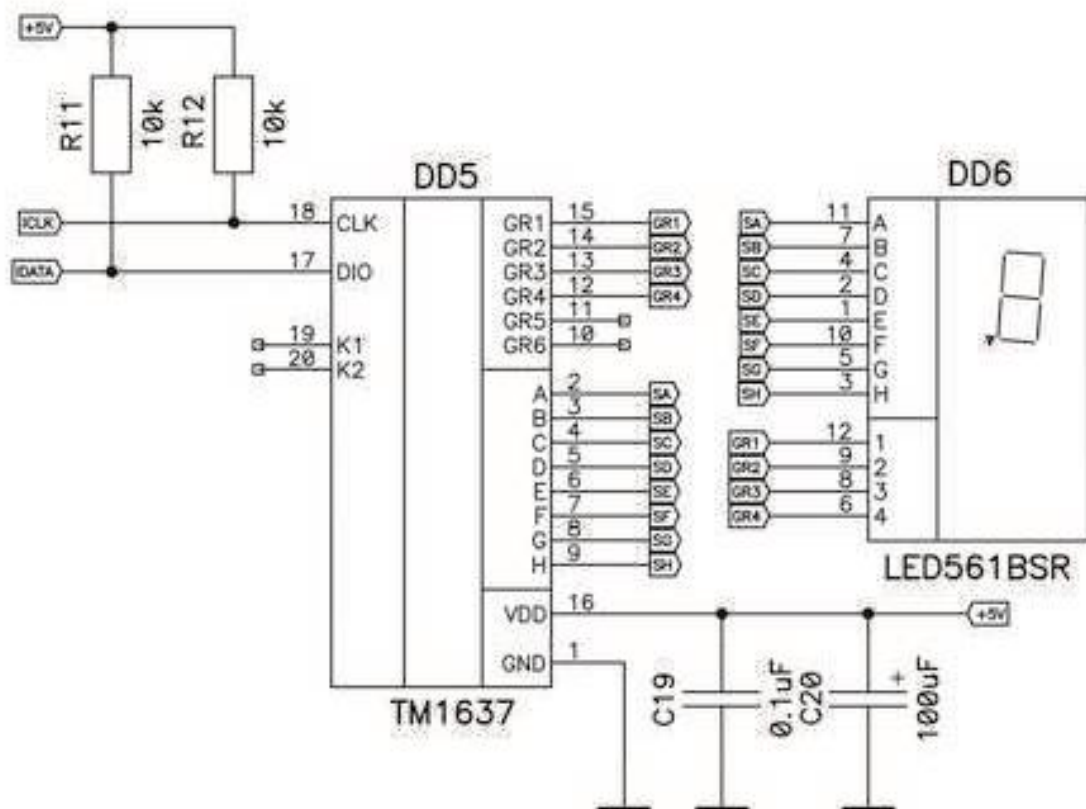 +5V
R11
10k
R12
10k
DD5
DD6
ICLK
18
CLK
IDATA
17
DIO
19
K1
20
K2
GR1
15
GR1
GR2
14
GR2
GR3
13
GR3
GR4
12
GR4
GR5
11
GR6
10
A
2
SA
B
3
SB
C
4
SC
D
5
SD
E
6
SE
F
7
SF
G
8
SG
H
9
SH
VDD
16
GND
1
TM1637
SA
11
A
SB
7
B
SC
4
C
SD
2
D
SE
1
E
SF
10
F
SG
5
G
SH
3
H
GR1
12
1
GR2
9
2
GR3
8
3
GR4
6
4
LED561BSR
+5V
C19
0.1uF
C20
+
100uF